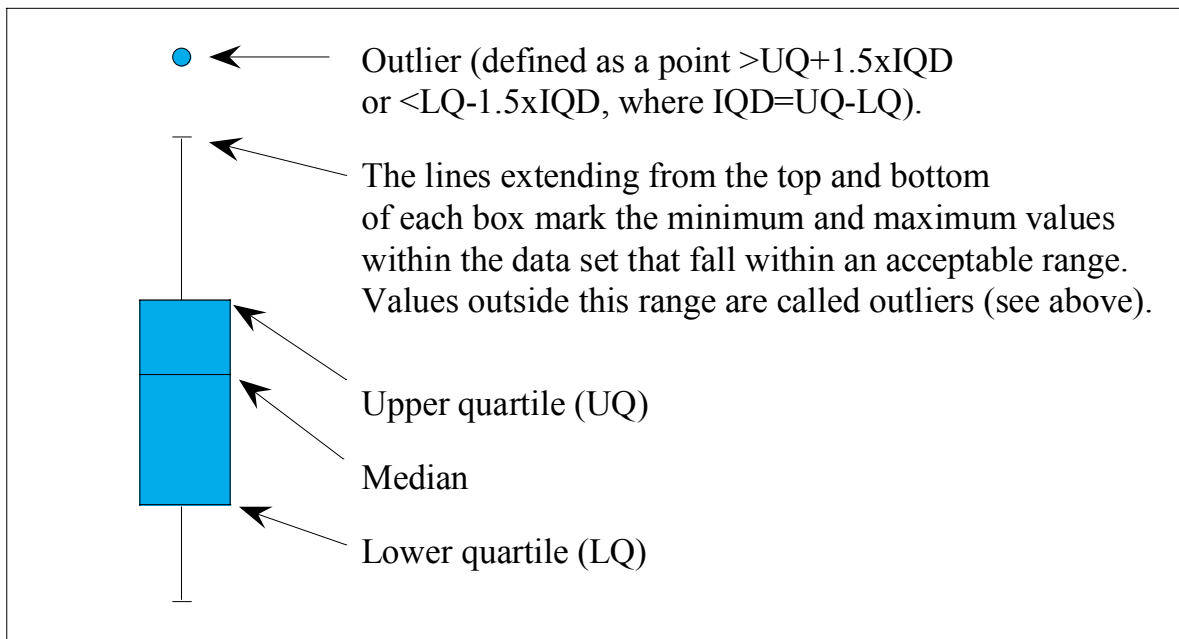 Outlier (defined as a point >UQ+1.5xIQD
or <LQ-1.5xIQD, where IQD=UQ-LQ).
The lines extending from the top and bottom
of each box mark the minimum and maximum values
within the data set that fall within an acceptable range.
Values outside this range are called outliers (see above).
Upper quartile (UQ)
Median
Lower quartile (LQ)